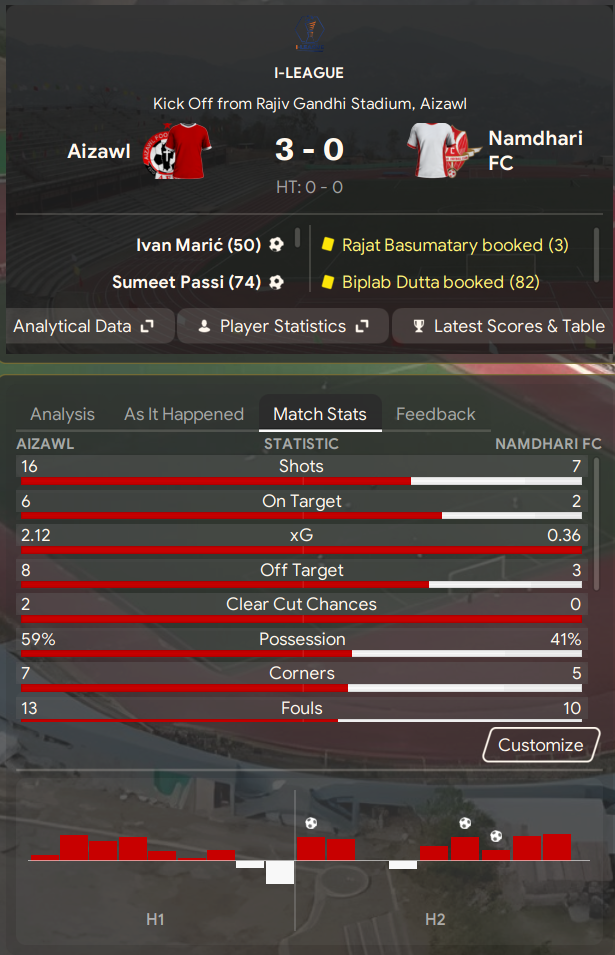 I-LEAGUE
Kick Off from Rajiv Gandhi Stadium, Aizawl
Aizawl 3 - 0 Namdhari FC
HT: 0 - 0
Ivan Marić (50) Rajat Basumatary booked (3)
Sumeet Passi (74) Biplab Dutta booked (82)
Analytical Data Player Statistics Latest Scores & Table
Analysis As It Happened Match Stats Feedback
AIZAWL STATISTIC NAMDHARI FC
16 Shots 7
6 On Target 2
2.12 xG 0.36
8 Off Target 3
2 Clear Cut Chances 0
59% Possession 41%
7 Corners 5
13 Fouls 10
Customize
H1 H2